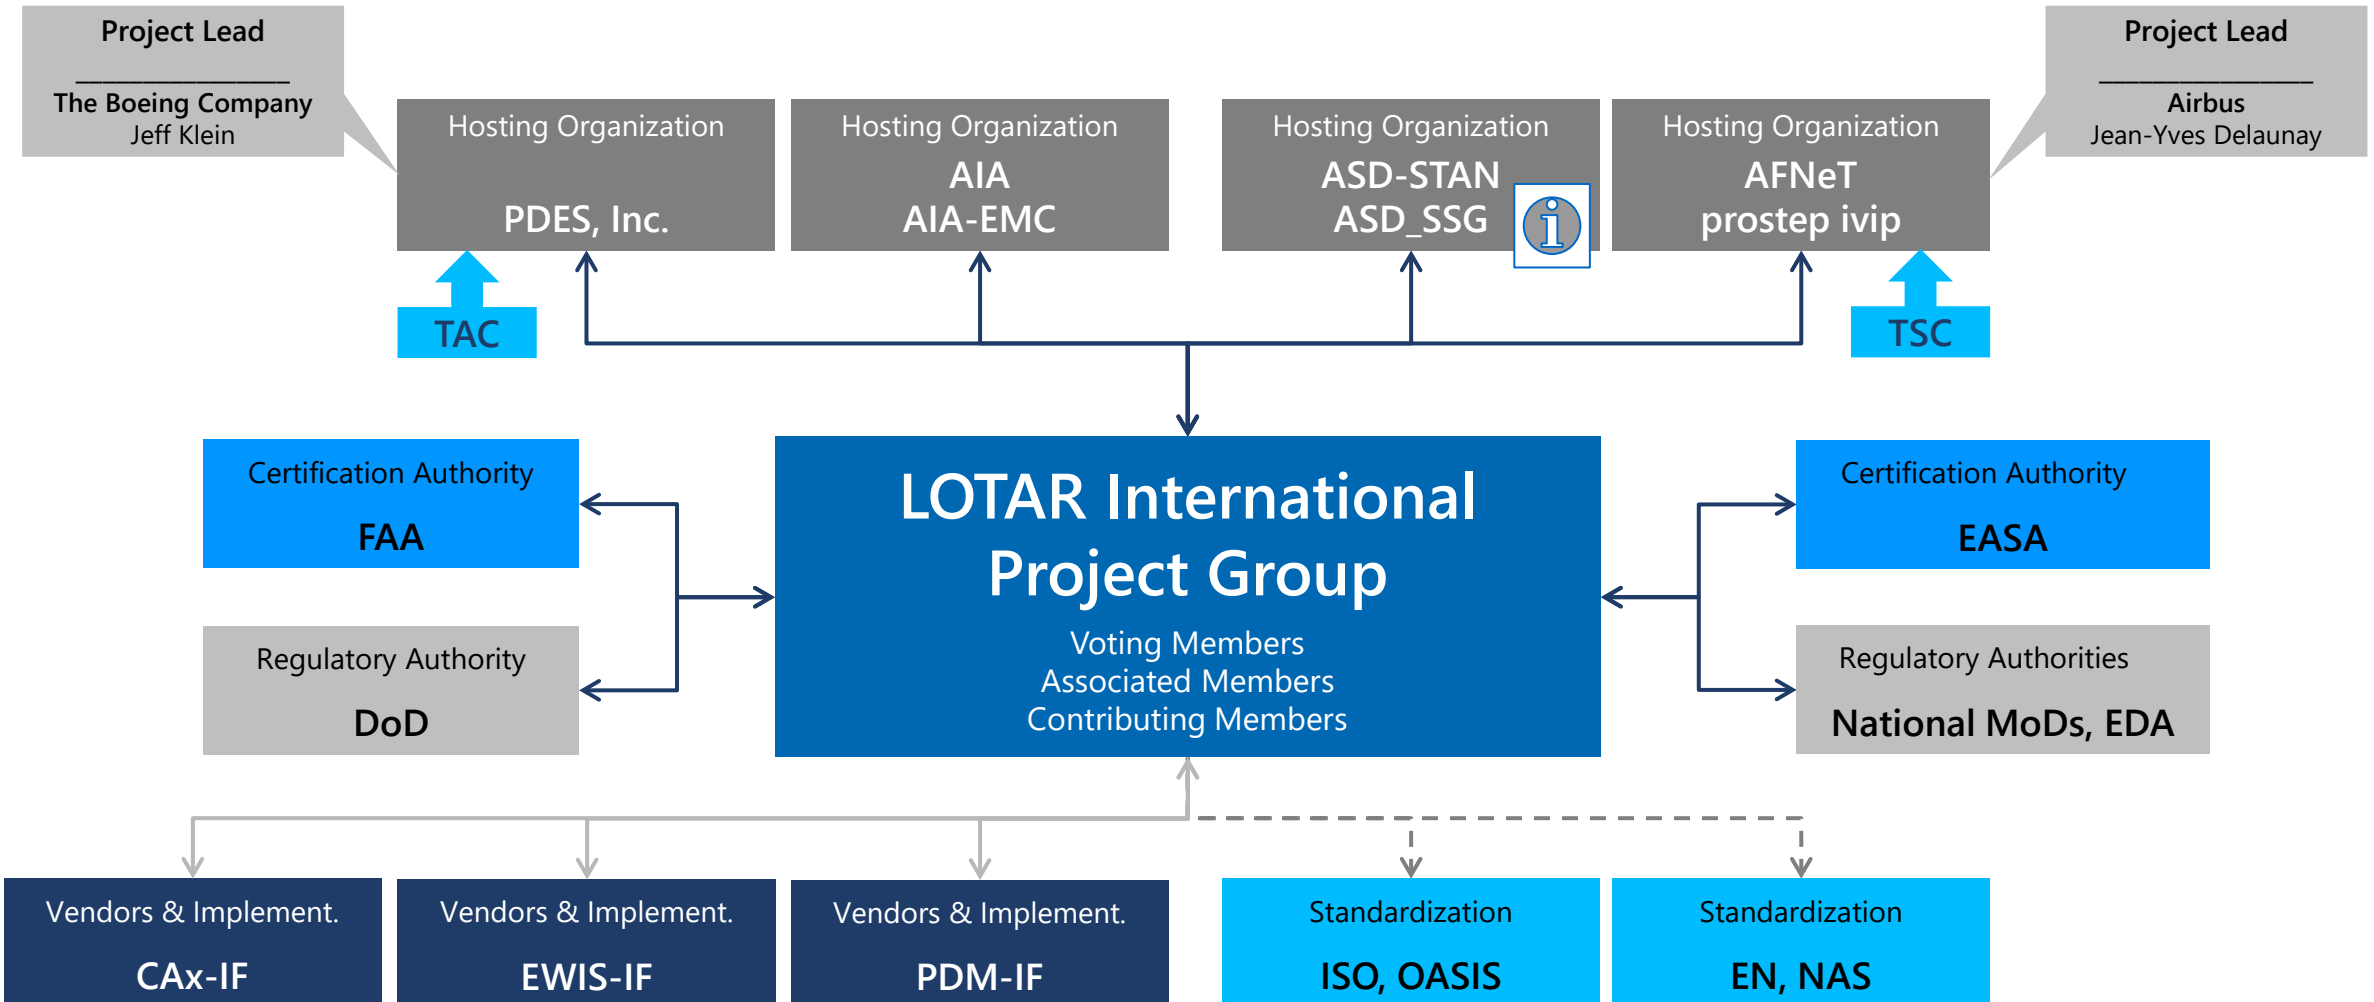 Project Lead
________________
The Boeing Company
Jeff Klein
Project Lead
________________
Airbus
Jean-Yves Delaunay
Hosting Organization
PDES, Inc.
Hosting Organization
AIA
AIA-EMC
Hosting Organization
ASD-STAN
ASD_SSG
i
Hosting Organization
AFNeT
prostep ivip
TAC
TSC
Certification Authority
FAA
Regulatory Authority
DoD
LOTAR International
Project Group
Voting Members
Associated Members
Contributing Members
Certification Authority
EASA
Regulatory Authorities
National MoDs, EDA
Vendors & Implement.
CAx-IF
Vendors & Implement.
EWIS-IF
Vendors & Implement.
PDM-IF
Standardization
ISO, OASIS
Standardization
EN, NAS